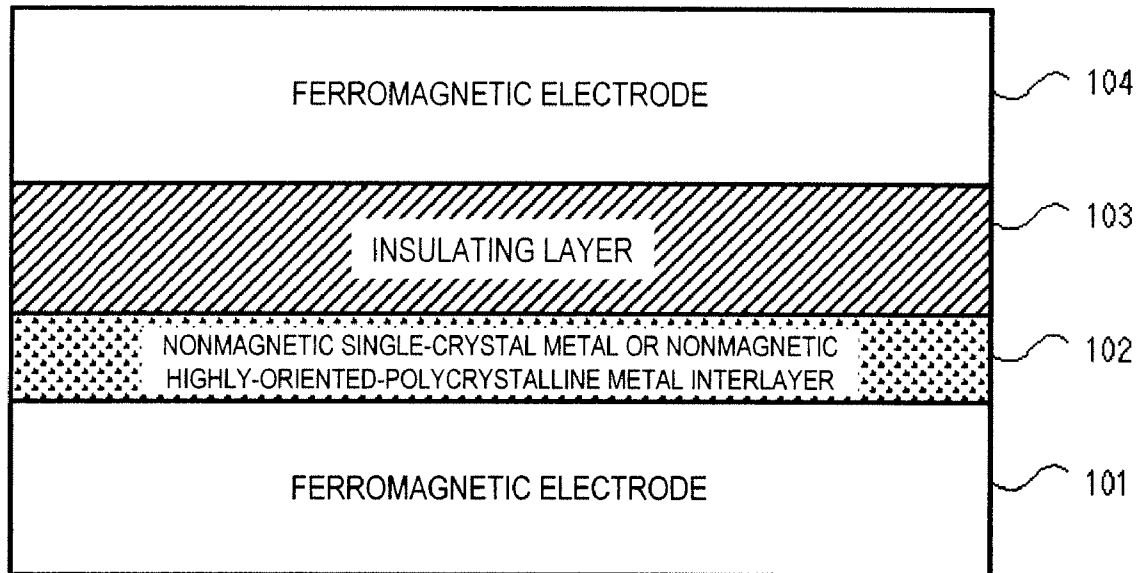 FERROMAGNETIC ELECTRODE
104
INSULATING LAYER
103
NONMAGNETIC SINGLE-CRYSTAL METAL OR NONMAGNETIC
HIGHLY-ORIENTED-POLYCRYSTALLINE METAL INTERLAYER
102
FERROMAGNETIC ELECTRODE
101